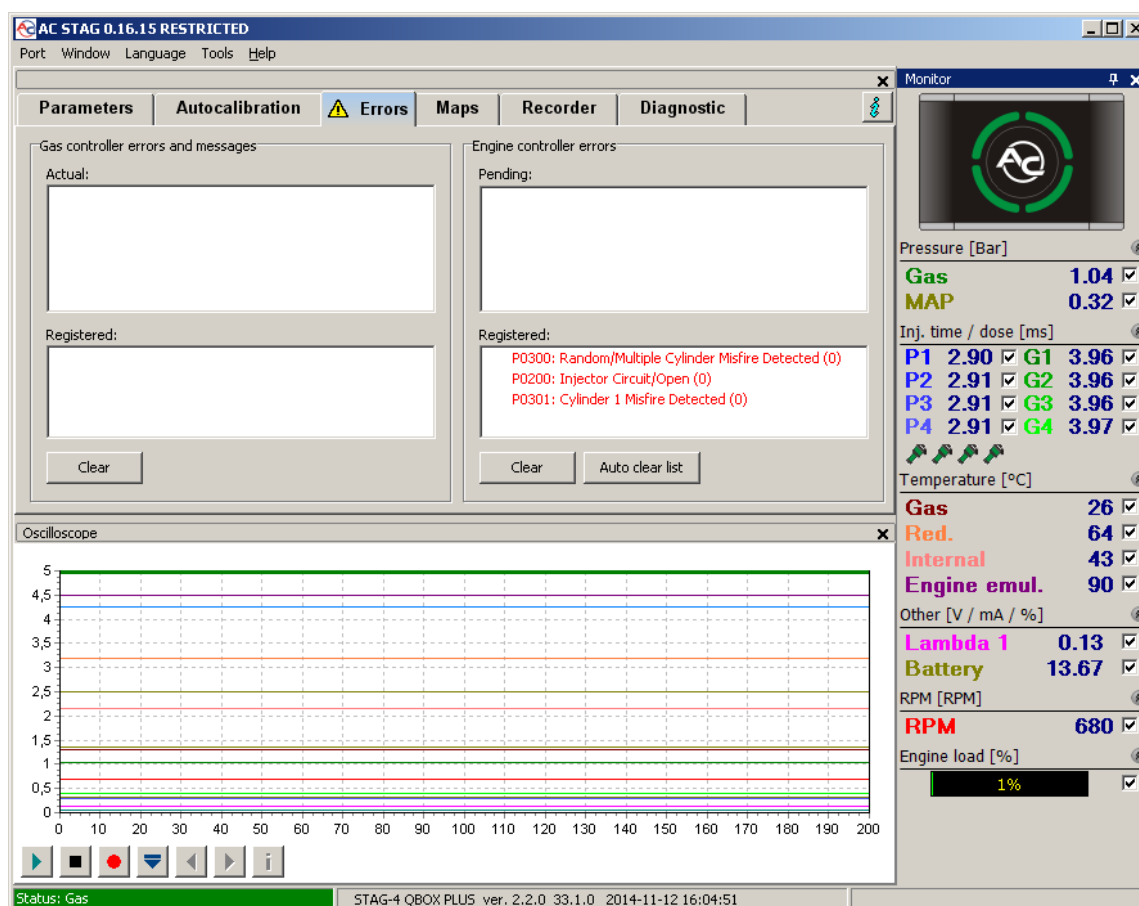 AC STAG 0.16.15 RESTRICTED
Port Window Language Tools Help
Parameters Autocalibration Errors Maps Recorder Diagnostic
Gas controller errors and messages
Actual:
Registered:
Clear
Engine controller errors
Pending:
Registered:
P0300: Random/Multiple Cylinder Misfire Detected (0)
P0200: Injector Circuit/Open (0)
P0301: Cylinder 1 Misfire Detected (0)
Clear Auto clear list
Oscilloscope
5
4,5
4
3,5
3
2,5
2
1,5
1
0,5
0
0 10 20 30 40 50 60 70 80 90 100 110 120 130 140 150 160 170 180 190 200
Monitor
AC
Pressure [Bar]
Gas 1.04
MAP 0.32
Inj. time / dose [ms]
P1 2.90 G1 3.96
P2 2.91 G2 3.96
P3 2.91 G3 3.96
P4 2.91 G4 3.97
Temperature [ºC]
Gas 26
Red. 64
Internal 43
Engine emul. 90
Other [V / mA / %]
Lambda 1 0.13
Battery 13.67
RPM [RPM]
RPM 680
Engine load [%]
1%
Status: Gas
STAG-4 QBOX PLUS ver. 2.2.0 33.1.0 2014-11-12 16:04:51